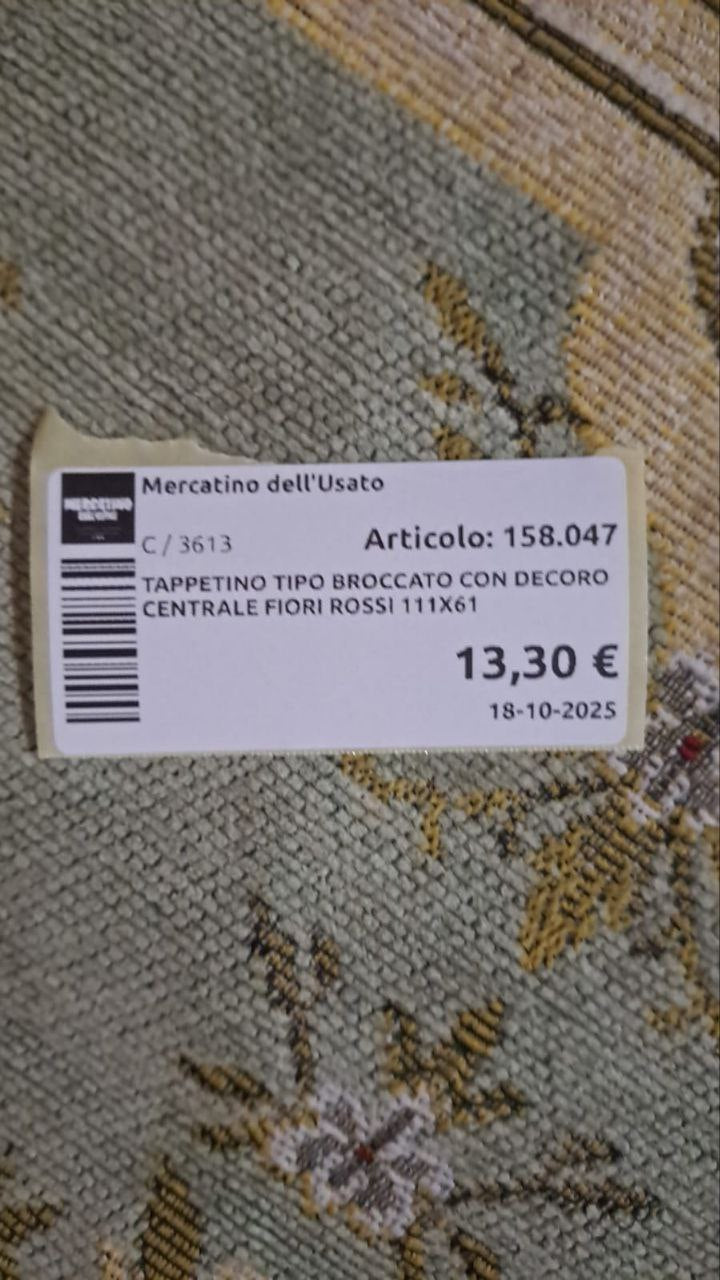 Mercatino dell'Usato
C / 3613
Articolo: 158.047
TAPPETINO TIPO BROCCATO CON DECORO
CENTRALE FIORI ROSSI 111X61
13,30 €
18-10-2025